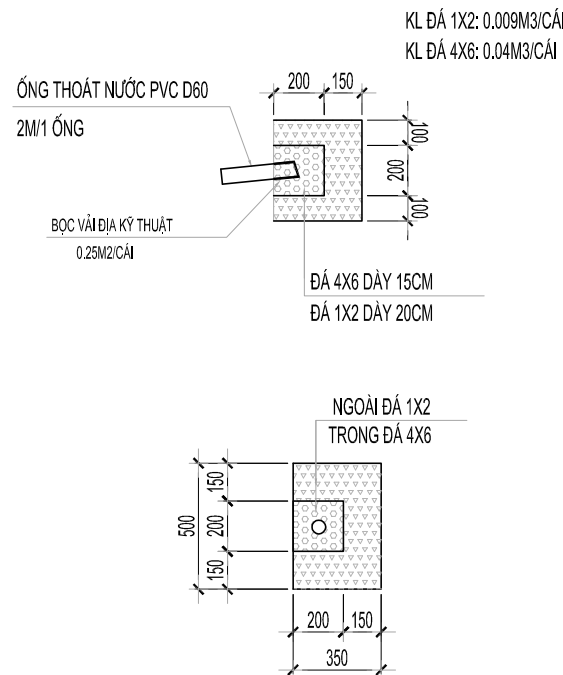 KL ĐÁ 1X2: 0.009M3/CÁI
KL ĐÁ 4X6: 0.04M3/CÁI
200 150
ỐNG THOÁT NƯỚC PVC D60
2M/1 ỐNG
100
200
100
BỌC VẢI ĐỊA KỸ THUẬT
0.25M2/CÁI
ĐÁ 4X6 DÀY 15CM
ĐÁ 1X2 DÀY 20CM
NGOÀI ĐÁ 1X2
TRONG ĐÁ 4X6
500
150
200
150
200 150
350